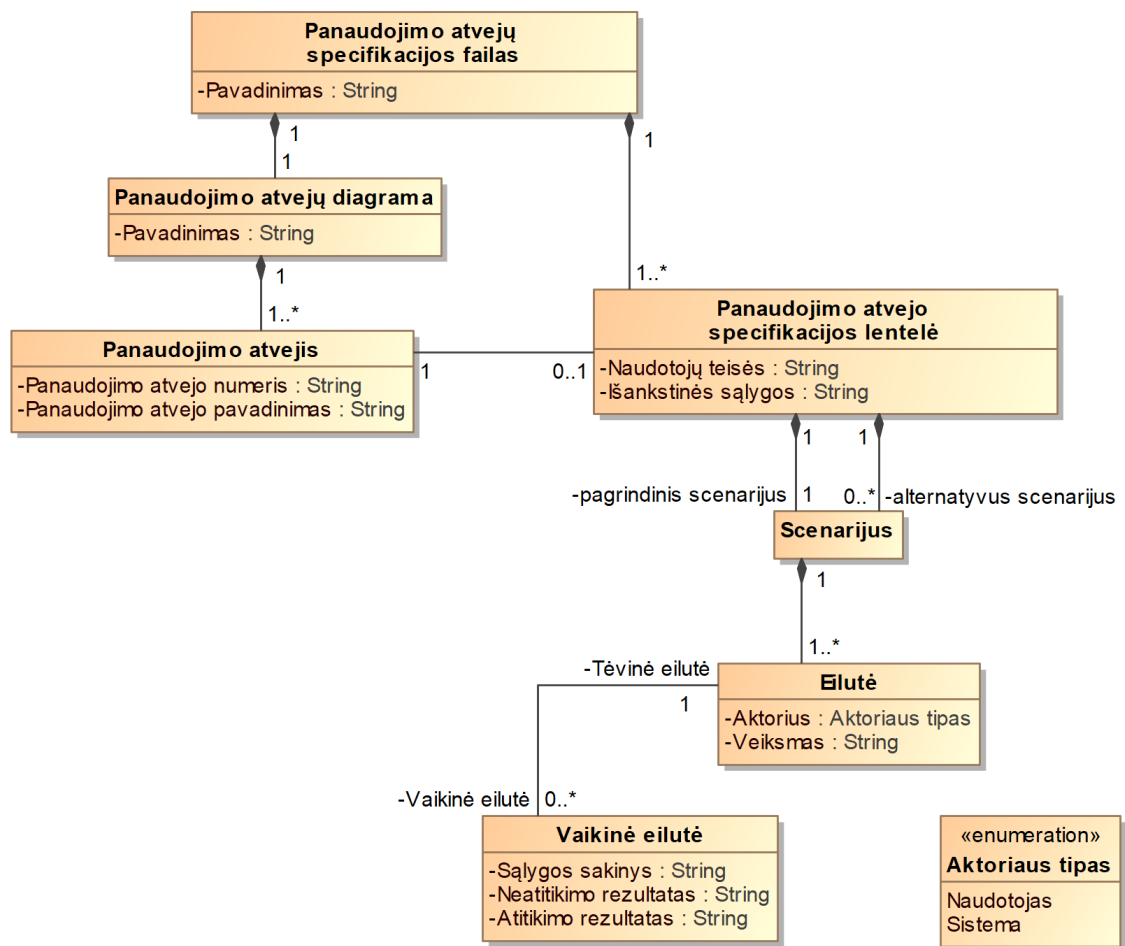 Panaudojimo atvejų
specifikacijos failas
-Pavadinimas : String
1
1
1
Panaudojimo atvejų diagrama
-Pavadinimas : String
1
1..*
1..*
Panaudojimo atvejis
-Panaudojimo atvejo numeris : String
-Panaudojimo atvejo pavadinimas : String
1
0..1
Panaudojimo atvejo
specifikacijos lentelė
-Naudotojų teisės : String
-Išankstinės sąlygos : String
1
1
-pagrindinis scenarijus
1
0..*
-alternatyvus scenarijus
Scenarijus
1
1..*
-Tėvinė eilutė
1
Eilutė
-Aktorius : Aktoriaus tipas
-Veiksmas : String
-Vaikinė eilutė
0..*
Vaikinė eilutė
-Sąlygos sakinys : String
-Neatitikimo rezultatas : String
-Atitikimo rezultatas : String
«enumeration»
Aktoriaus tipas
Naudotojas
Sistema